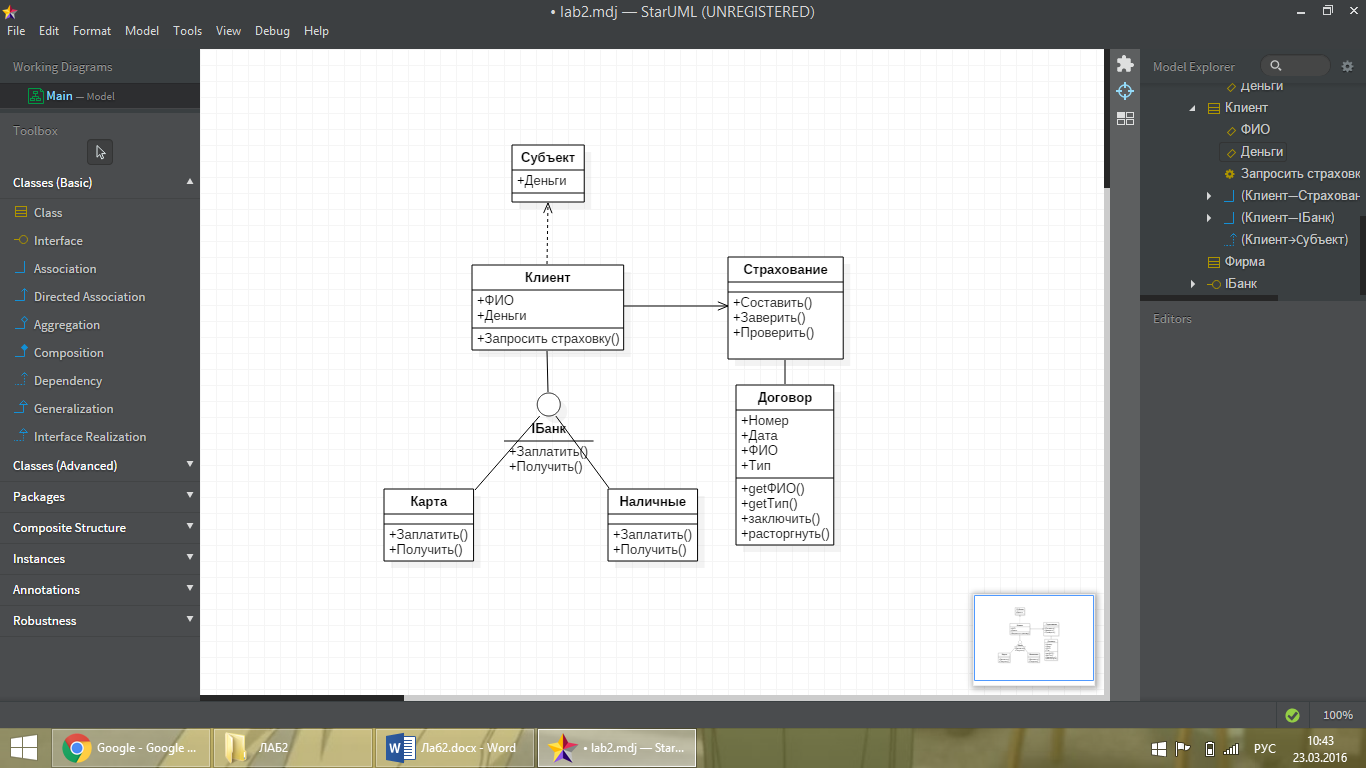 • lab2.mdj — StarUML (UNREGISTERED)
File Edit Format Model Tools View Debug Help
Working Diagrams
Main — Model
Toolbox
Classes (Basic)
Class
Interface
Association
Directed Association
Aggregation
Composition
Dependency
Generalization
Interface Realization
Classes (Advanced)
Packages
Composite Structure
Instances
Annotations
Robustness
Субъект
+Деньги
Клиент
+ФИО
+Деньги
+Запросить страховку()
Страхование
+Составить()
+Заверить()
+Проверить()
IБанк
+Заплатить()
+Получить()
Договор
+Номер
+Дата
+ФИО
+Тип
+getФИО()
+getТип()
+заключить()
+расторгнуть()
Карта
+Заплатить()
+Получить()
Наличные
+Заплатить()
+Получить()
Model Explorer
Деньги
Клиент
ФИО
Деньги
Запросить страховк
(Клиент—Страхован
(Клиент—IБанк)
(Клиент→Субъект)
Фирма
IБанк
Editors
100%
Google - Google ...
ЛАБ2
Лаб2.docx - Word
• lab2.mdj — Star...
РУС
10:43
23.03.2016